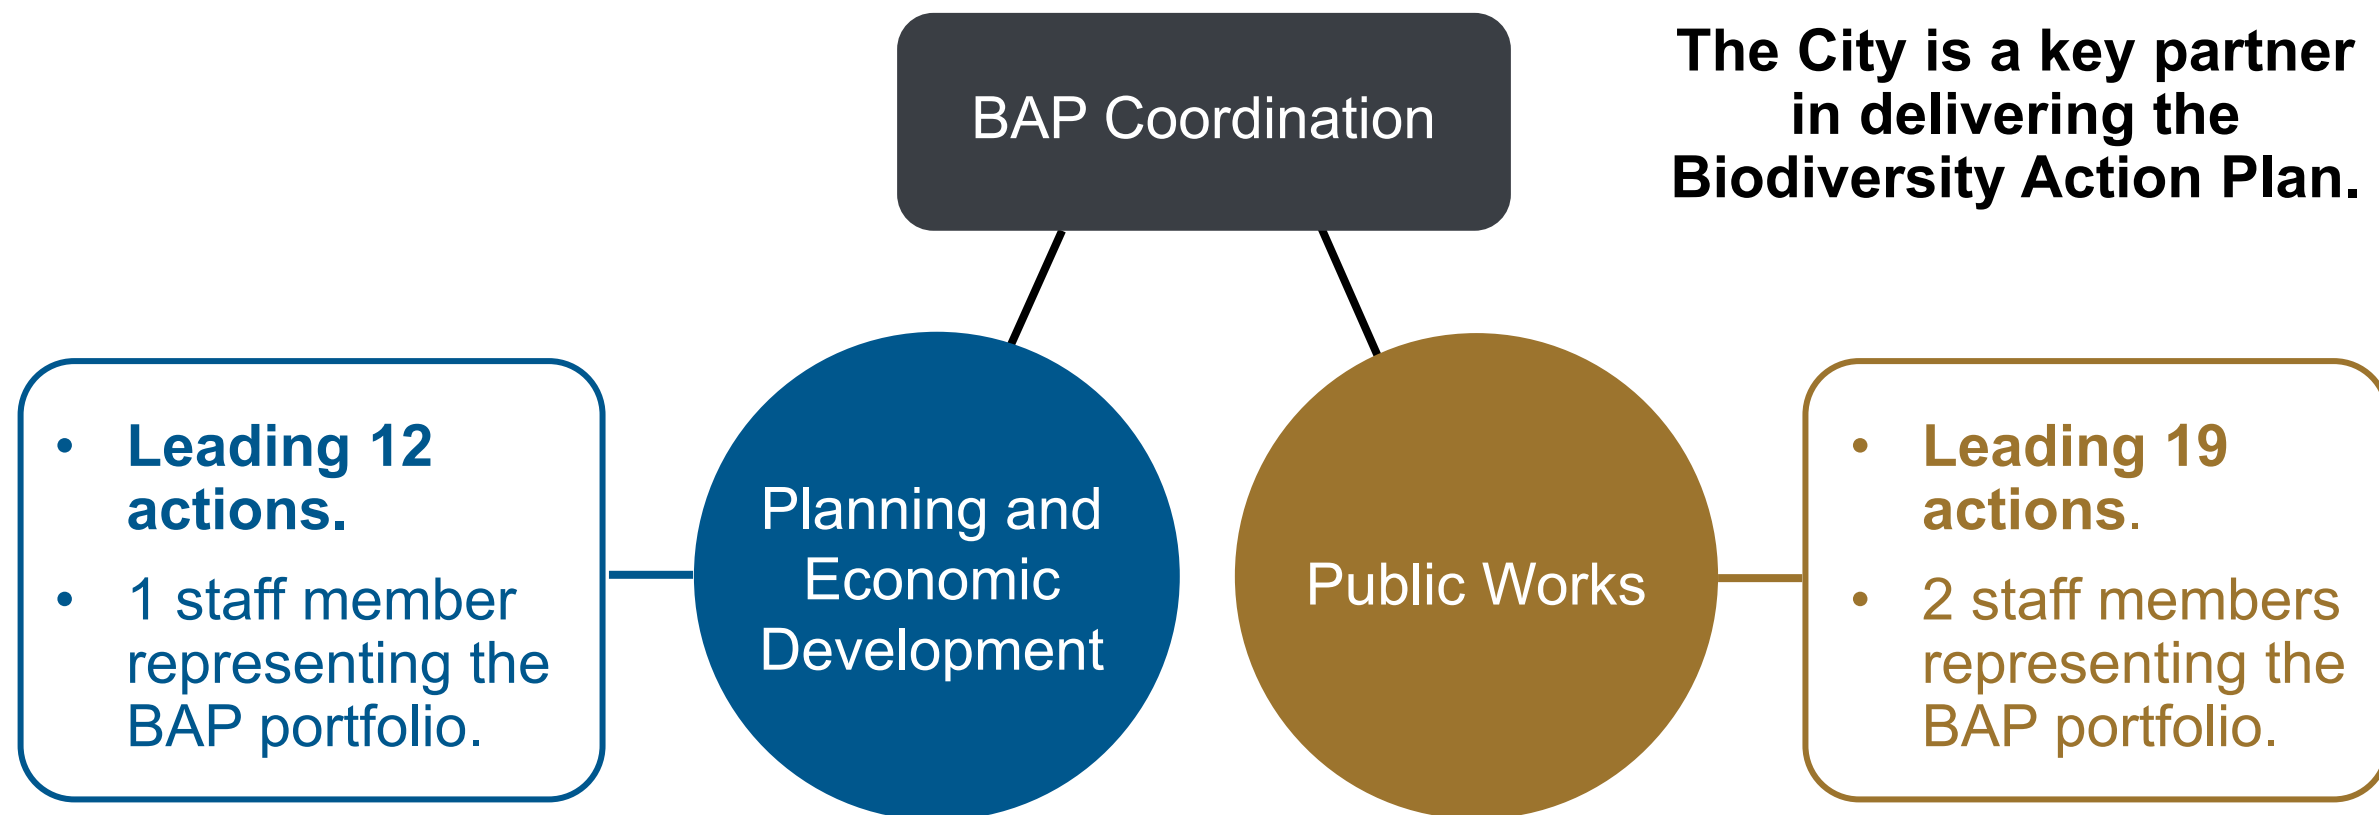 BAP Coordination
The City is a key partner
in delivering the
Biodiversity Action Plan.
• Leading 12
actions.
• 1 staff member
representing the
BAP portfolio.
Planning and
Economic
Development
Public Works
• Leading 19
actions.
• 2 staff members
representing the
BAP portfolio.